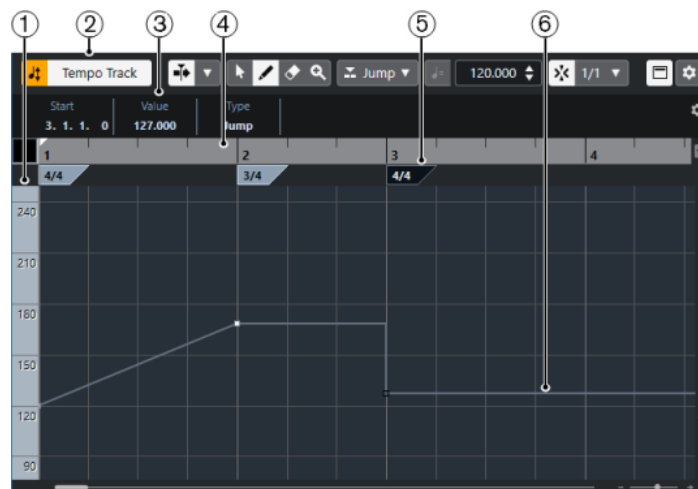 1 2 3 4 5 6
Tempo Track Jump 120.000 1/1
Start Value Type
3. 1. 1. 0 127.000 Jump
1 2 3 4
4/4 3/4 4/4
240
210
180
150
120
90